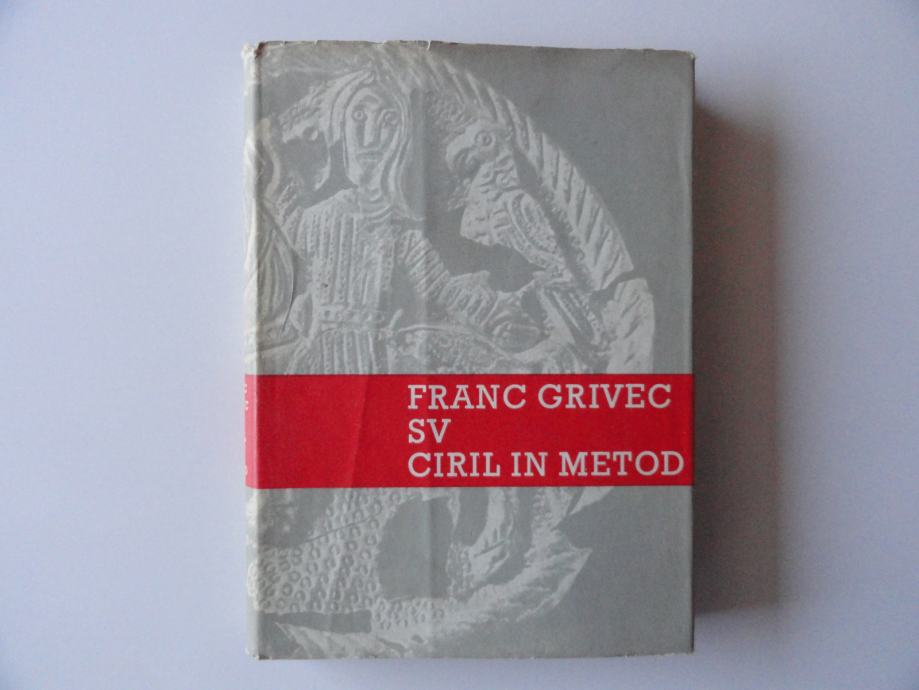 FRANC GRIVEC
SV
CIRIL IN METOD